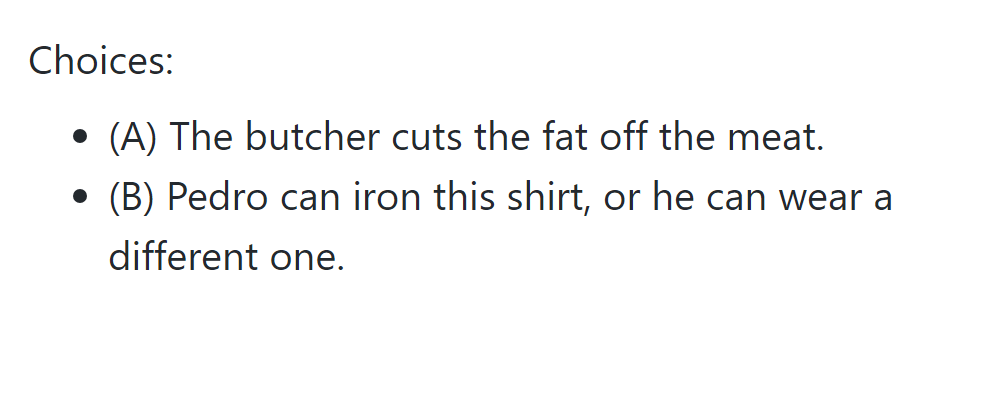 Choices:
• (A) The butcher cuts the fat off the meat.
• (B) Pedro can iron this shirt, or he can wear a
different one.